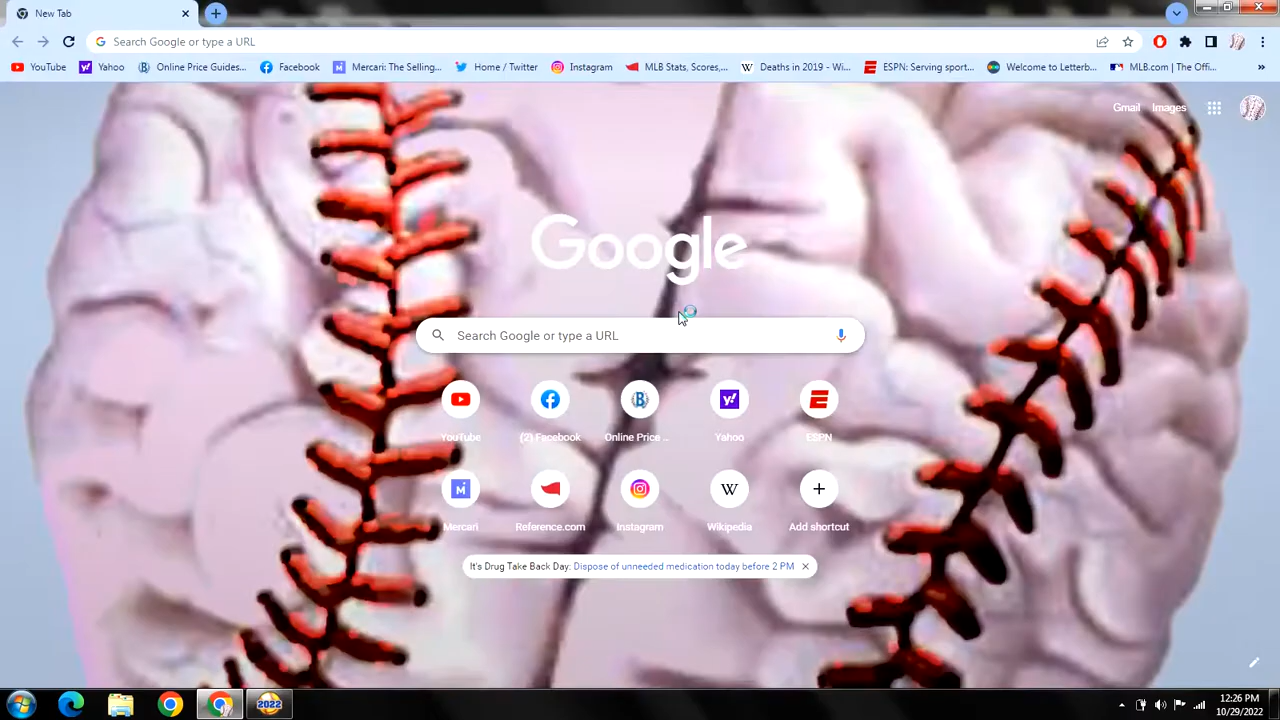 New Tab
Search Google or type a URL
YouTube Yahoo Online Price Guides... Facebook Mercari: The Selling... Home / Twitter Instagram MLB Stats, Scores,... Death in 2019 - Wi... ESPN: Serving sport... Welcome to Letterb... MLB.com | The Offi... »
Gmail Images
Google
Search Google or type a URL
YouTube (2) Facebook Online Price ... Yahoo ESPN
Mercari Reference.com Instagram Wikipedia Add shortcut
It's Drug Take Back Day: Dispose of unneeded medication today before 2 PM
2022
12:26 PM
10/29/2022